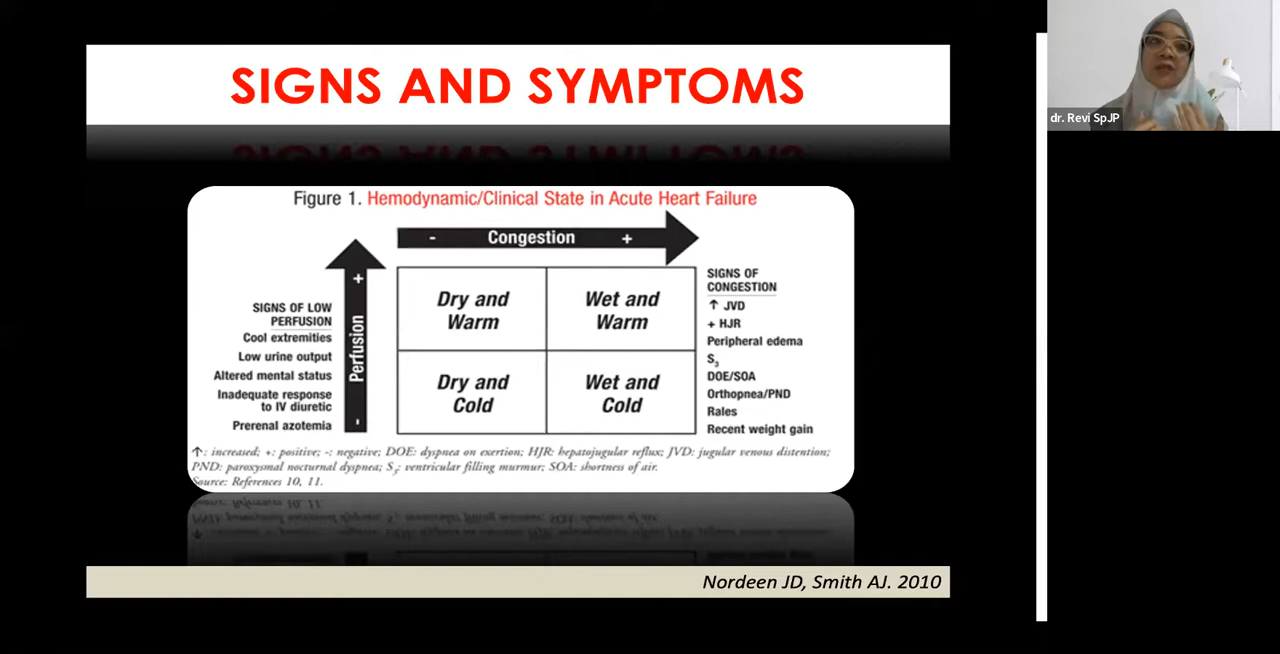 SIGNS AND SYMPTOMS
dr. Revi SpJP
Figure 1. Hemodynamic/Clinical State in Acute Heart Failure
- Congestion +
+ Perfusion -
SIGNS OF LOW
PERFUSION
Cool extremities
Low urine output
Altered mental status
Inadequate response
to IV diuretic
Prerenal azotemia
Dry and
Warm
Wet and
Warm
Dry and
Cold
Wet and
Cold
SIGNS OF
CONGESTION
↑ JVD
+ HJR
Peripheral edema
S₃
DOE/SOA
Orthopnea/PND
Rales
Recent weight gain
↑: increased; +: positive; -: negative; DOE: dyspnea on exertion; HJR: hepatojugular reflux; JVD: jugular venous distention;
PND: paroxysmal nocturnal dyspnea; S₃: ventricular filling murmur; SOA: shortness of air.
Source: References 10, 11.
Nordeen JD, Smith AJ. 2010